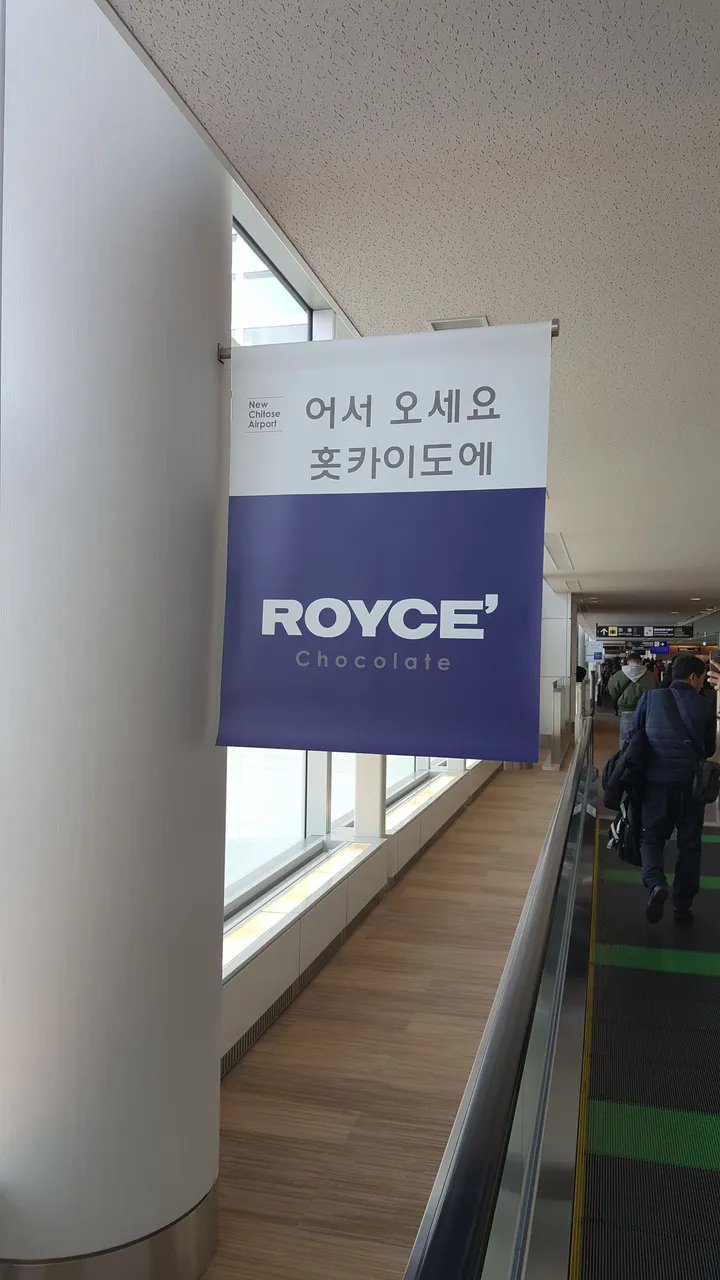 New
Chitose
Airport
어서 오세요
홋카이도에
ROYCE’
Chocolate